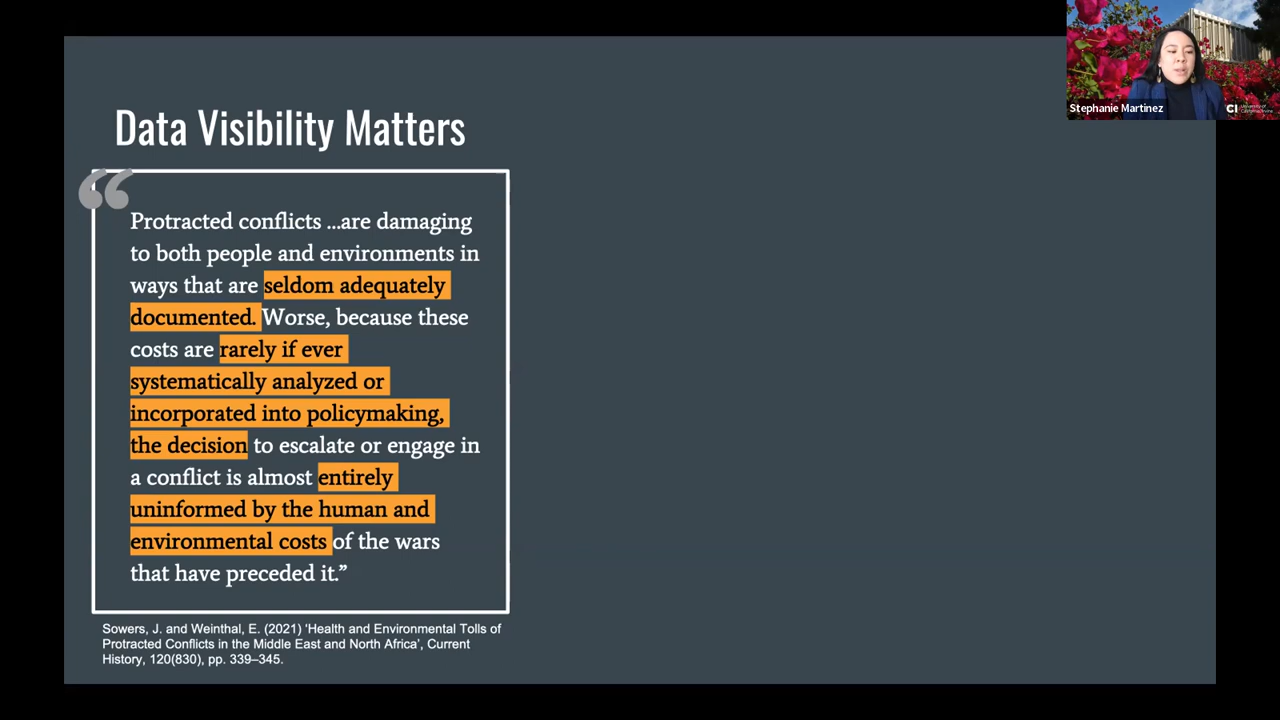 Data Visibility Matters
“
Protracted conflicts ...are damaging
to both people and environments in
ways that are seldom adequately
documented. Worse, because these
costs are rarely if ever
systematically analyzed or
incorporated into policymaking,
the decision to escalate or engage in
a conflict is almost entirely
uninformed by the human and
environmental costs of the wars
that have preceded it.”
Sowers, J. and Weinthal, E. (2021) ‘Health and Environmental Tolls of
Protracted Conflicts in the Middle East and North Africa’, Current
History, 120(830), pp. 339–345.
Stephanie Martinez
CI